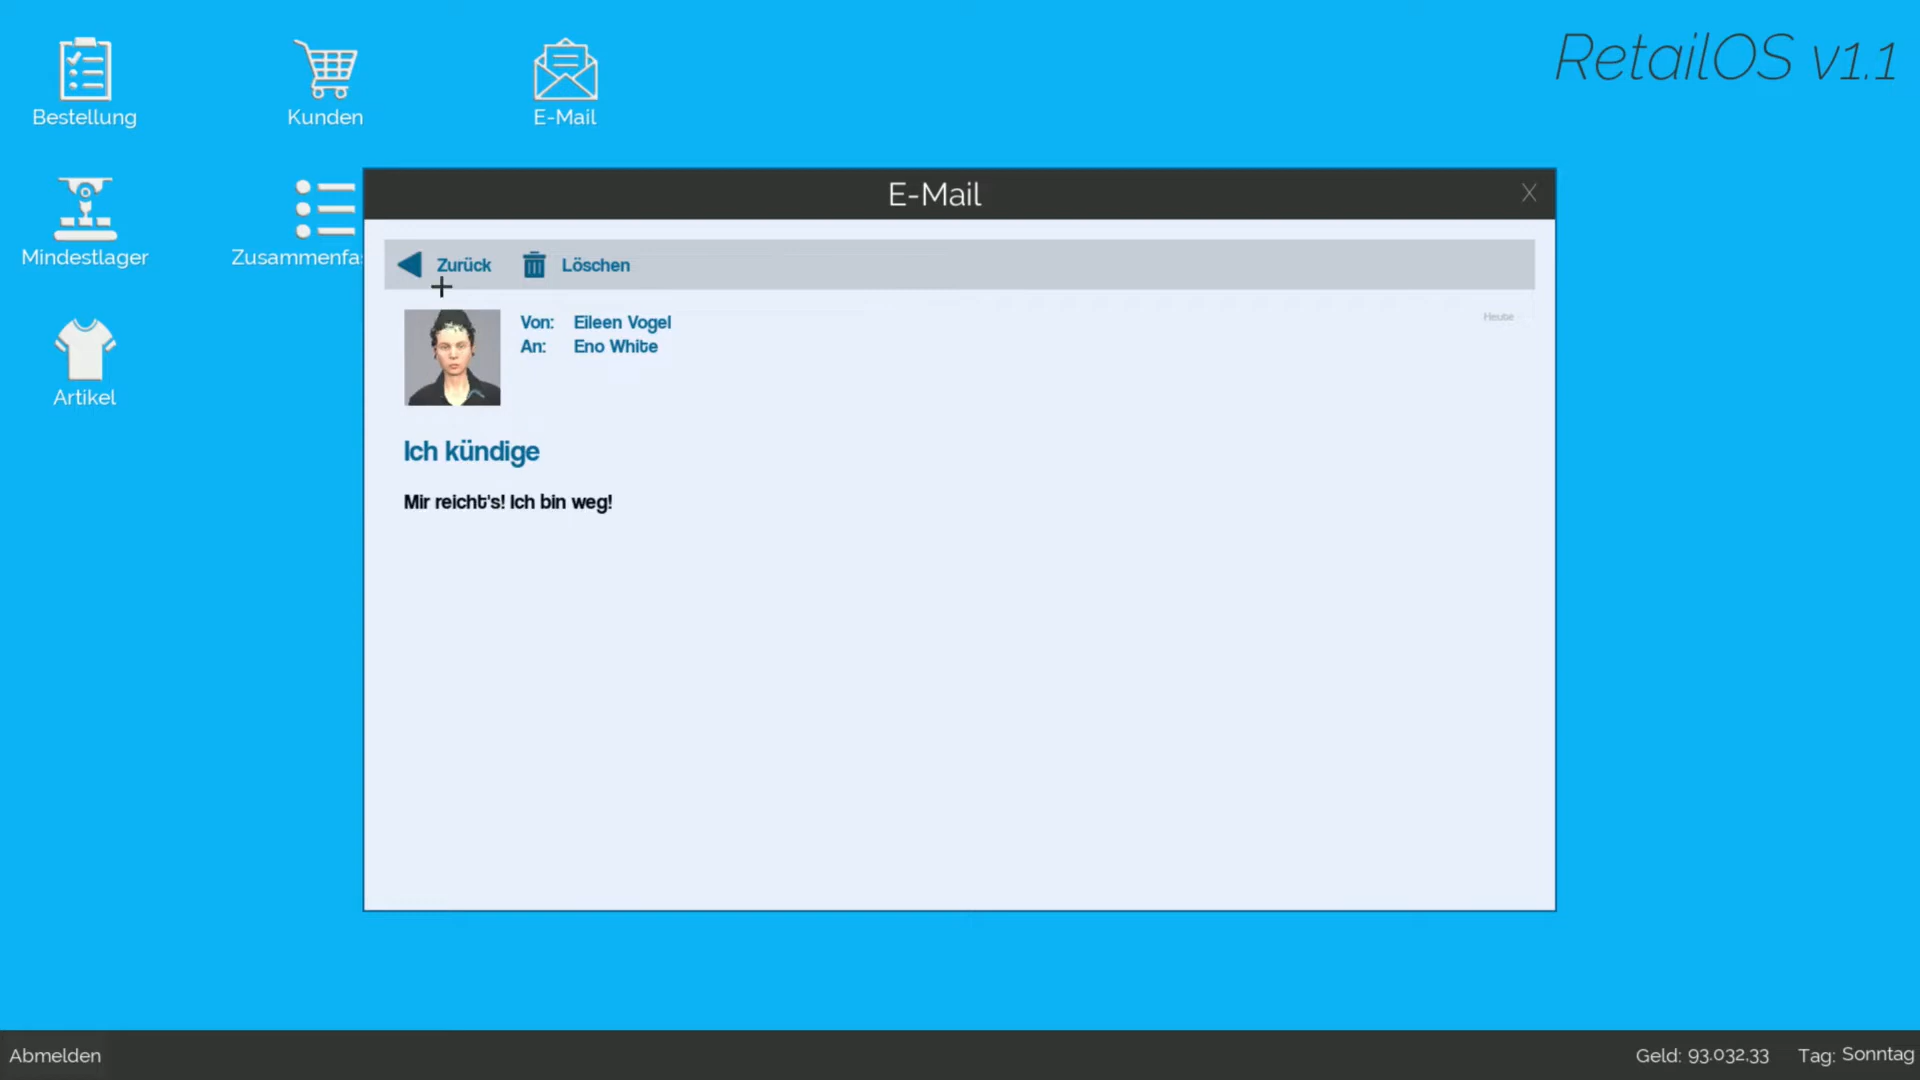 RetailOS v1.1
Bestellung
Kunden
E-Mail
Mindestlager
Zusammenfa
Artikel
E-Mail
X
Zurück
Löschen
Von: Eileen Vogel
An: Eno White
Heute
Ich kündige
Mir reicht's! Ich bin weg!
Abmelden
Geld: 93.032,33
Tag: Sonntag